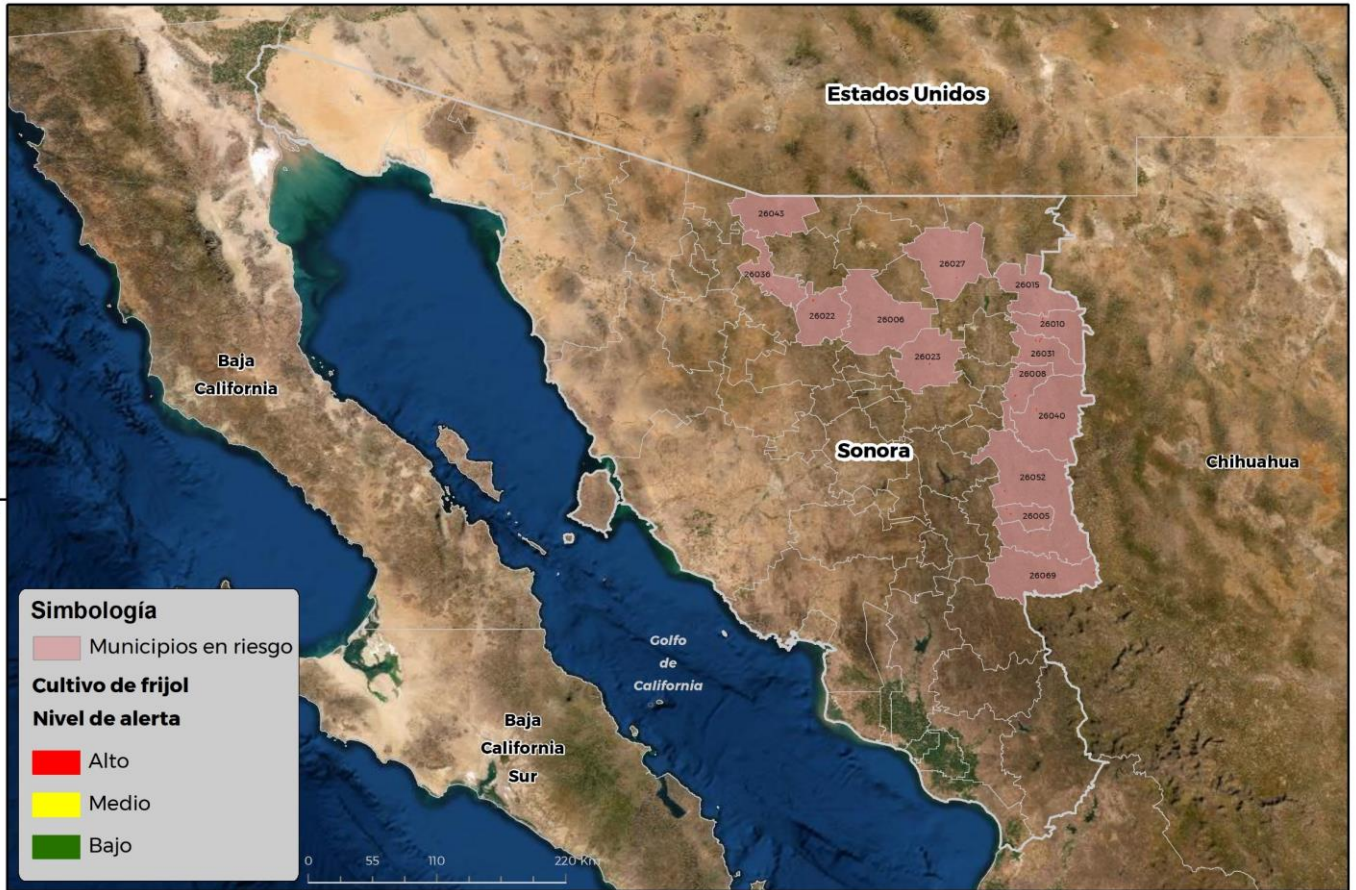 Estados Unidos
26043
26027
26036
26015
26022
26006
26010
26023
26031
Baja
California
26008
26040
Sonora
Chihuahua
26052
26005
26069
Simbología
Municipios en riesgo
Cultivo de frijol
Nivel de alerta
Alto
Medio
Bajo
Golfo
de
California
Baja
California
Sur
0 55 110 220 Km